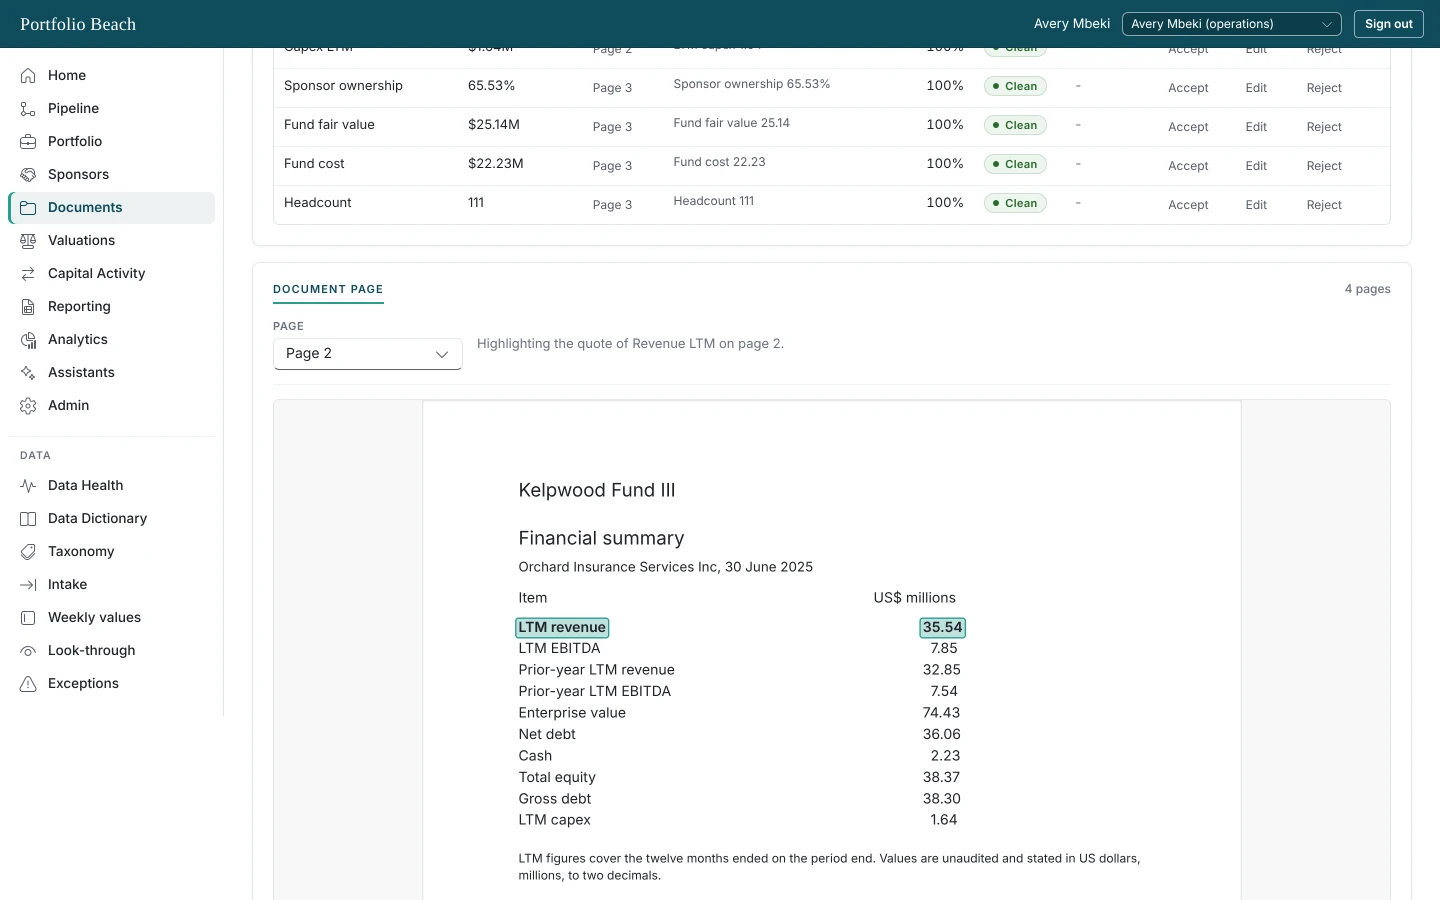 Portfolio Beach
Avery Mbeki
Avery Mbeki (operations)
Sign out
Home
Pipeline
Portfolio
Sponsors
Documents
Valuations
Capital Activity
Reporting
Analytics
Assistants
Admin
DATA
Data Health
Data Dictionary
Taxonomy
Intake
Weekly values
Look-through
Exceptions
Sponsor ownership 65.53% Page 3 Sponsor ownership 65.53% 100% Clean - Accept Edit Reject
Fund fair value $25.14M Page 3 Fund fair value 25.14 100% Clean - Accept Edit Reject
Fund cost $22.23M Page 3 Fund cost 22.23 100% Clean - Accept Edit Reject
Headcount 111 Page 3 Headcount 111 100% Clean - Accept Edit Reject
DOCUMENT PAGE
4 pages
PAGE
Page 2
Highlighting the quote of Revenue LTM on page 2.
Kelpwood Fund III
Financial summary
Orchard Insurance Services Inc, 30 June 2025
Item US$ millions
LTM revenue 35.54
LTM EBITDA 7.85
Prior-year LTM revenue 32.85
Prior-year LTM EBITDA 7.54
Enterprise value 74.43
Net debt 36.06
Cash 2.23
Total equity 38.37
Gross debt 38.30
LTM capex 1.64
LTM figures cover the twelve months ended on the period end. Values are unaudited and stated in US dollars,
millions, to two decimals.